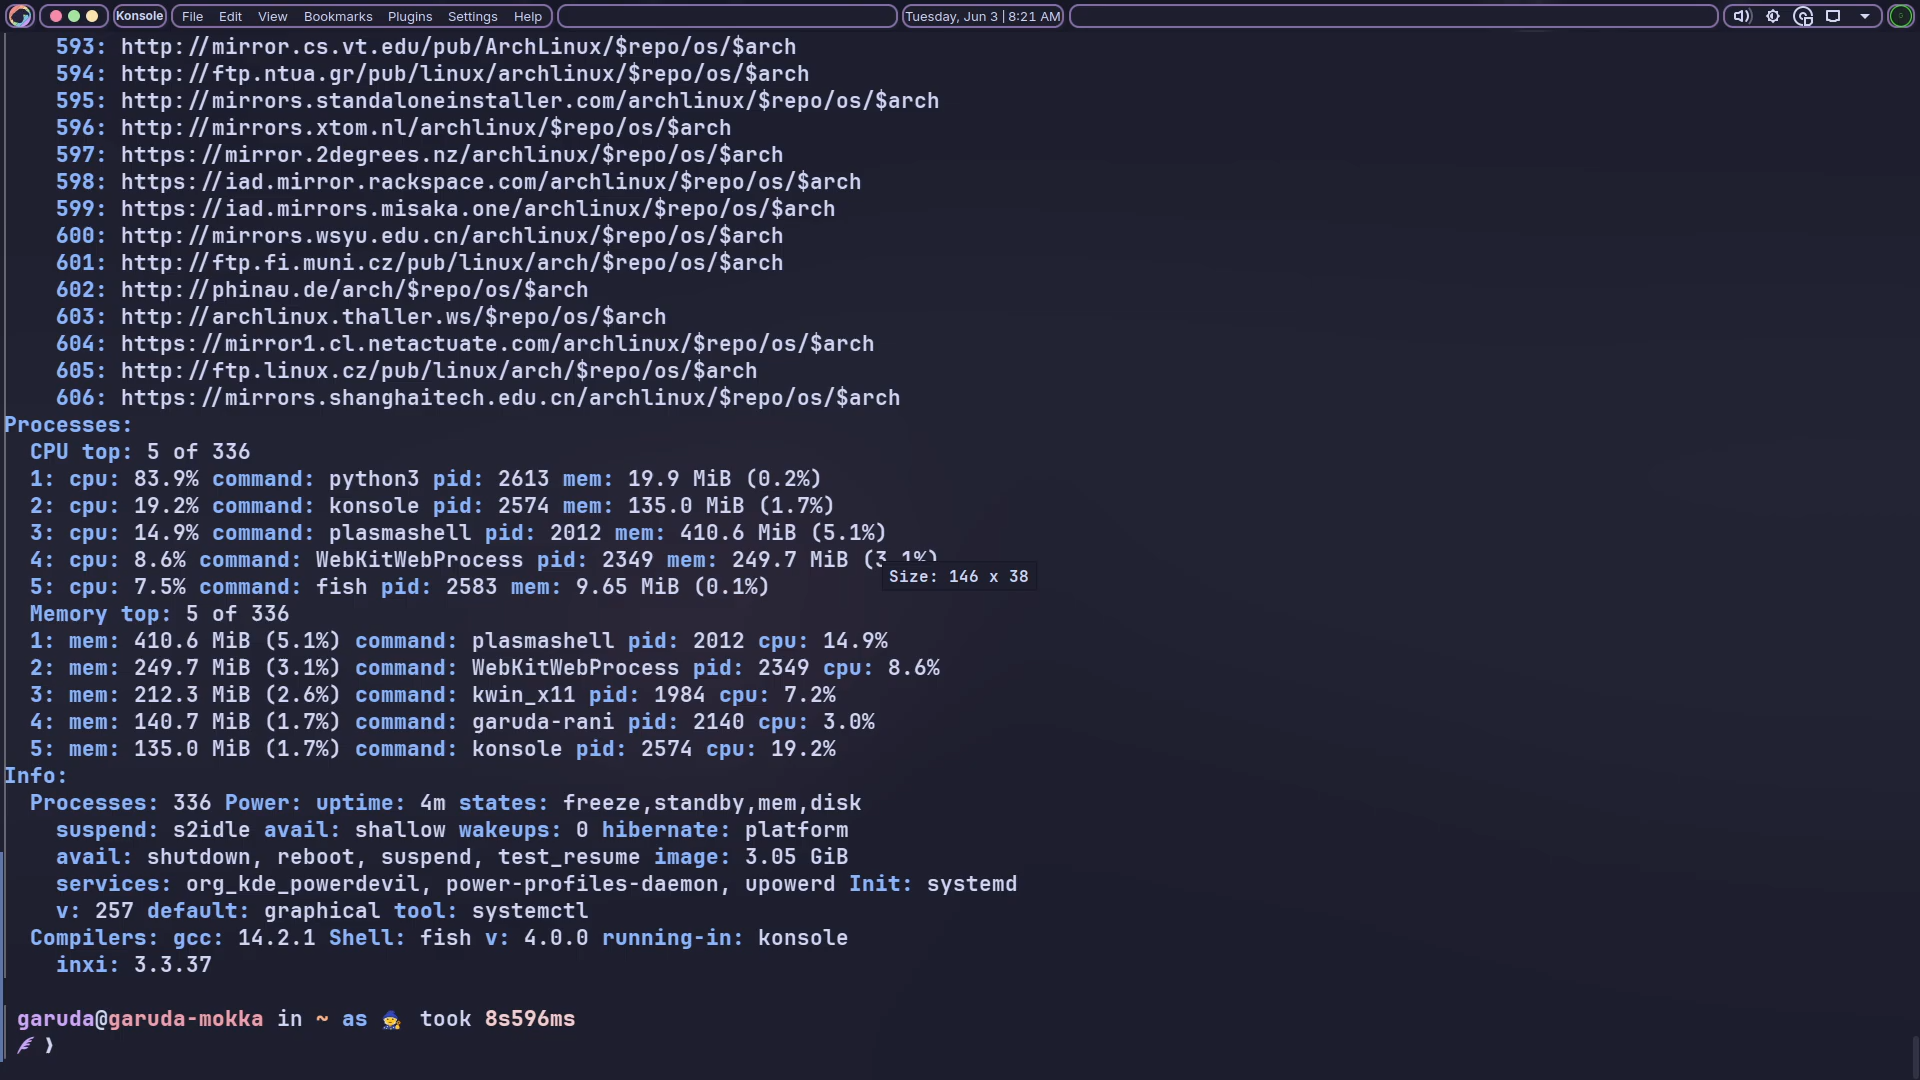 Konsole File Edit View Bookmarks Plugins Settings Help Tuesday, Jun 3 | 8:21 AM
593: http://mirror.cs.vt.edu/pub/ArchLinux/$repo/os/$arch
594: http://ftp.ntua.gr/pub/linux/archlinux/$repo/os/$arch
595: http://mirrors.standaloneinstaller.com/archlinux/$repo/os/$arch
596: http://mirrors.xtom.nl/archlinux/$repo/os/$arch
597: https://mirror.2degrees.nz/archlinux/$repo/os/$arch
598: https://iad.mirror.rackspace.com/archlinux/$repo/os/$arch
599: https://iad.mirrors.misaka.one/archlinux/$repo/os/$arch
600: http://mirrors.wsyu.edu.cn/archlinux/$repo/os/$arch
601: http://ftp.fi.muni.cz/pub/linux/arch/$repo/os/$arch
602: http://phinau.de/arch/$repo/os/$arch
603: http://archlinux.thaller.ws/$repo/os/$arch
604: https://mirror1.cl.netactuate.com/archlinux/$repo/os/$arch
605: http://ftp.linux.cz/pub/linux/arch/$repo/os/$arch
606: https://mirrors.shanghaitech.edu.cn/archlinux/$repo/os/$arch
Processes:
CPU top: 5 of 336
1: cpu: 83.9% command: python3 pid: 2613 mem: 19.9 MiB (0.2%)
2: cpu: 19.2% command: konsole pid: 2574 mem: 135.0 MiB (1.7%)
3: cpu: 14.9% command: plasmashell pid: 2012 mem: 410.6 MiB (5.1%)
4: cpu: 8.6% command: WebKitWebProcess pid: 2349 mem: 249.7 MiB (3.1%)
Size: 146 x 38
5: cpu: 7.5% command: fish pid: 2583 mem: 9.65 MiB (0.1%)
Memory top: 5 of 336
1: mem: 410.6 MiB (5.1%) command: plasmashell pid: 2012 cpu: 14.9%
2: mem: 249.7 MiB (3.1%) command: WebKitWebProcess pid: 2349 cpu: 8.6%
3: mem: 212.3 MiB (2.6%) command: kwin_x11 pid: 1984 cpu: 7.2%
4: mem: 140.7 MiB (1.7%) command: garuda-rani pid: 2140 cpu: 3.0%
5: mem: 135.0 MiB (1.7%) command: konsole pid: 2574 cpu: 19.2%
Info:
Processes: 336 Power: uptime: 4m states: freeze,standby,mem,disk
suspend: s2idle avail: shallow wakeups: 0 hibernate: platform
avail: shutdown, reboot, suspend, test_resume image: 3.05 GiB
services: org_kde_powerdevil, power-profiles-daemon, upowerd Init: systemd
v: 257 default: graphical tool: systemctl
Compilers: gcc: 14.2.1 Shell: fish v: 4.0.0 running-in: konsole
inxi: 3.3.37
garuda@garuda-mokka in ~ as 🧙 took 8s596ms
❯